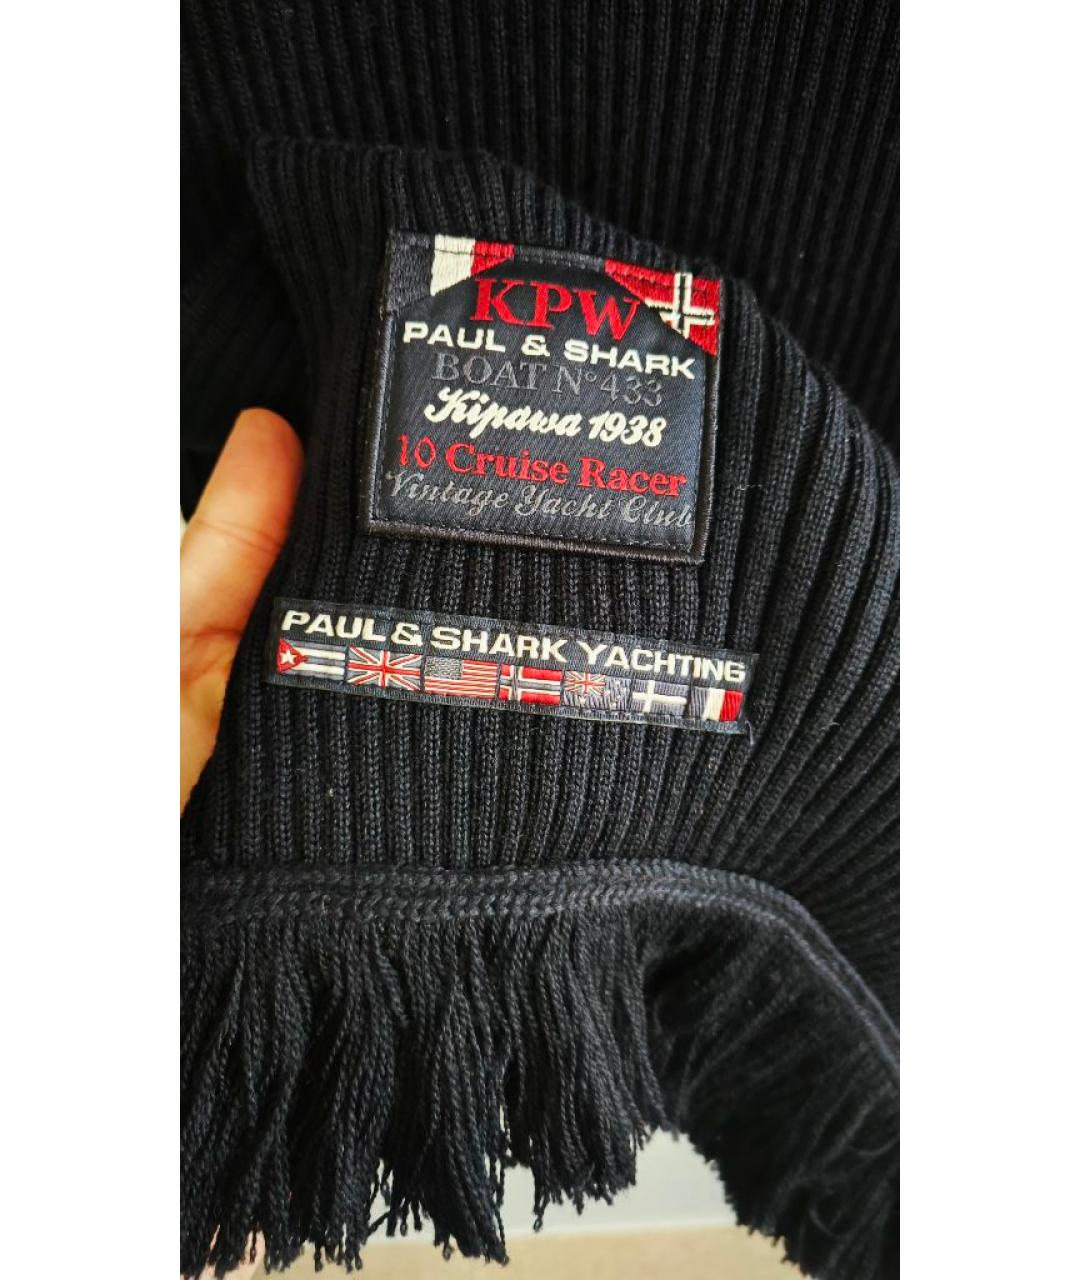 KPW
PAUL & SHARK
BOAT N°433
Kipawa 1938
10 Cruise Racer
Vintage Yacht Club
PAUL & SHARK YACHTING